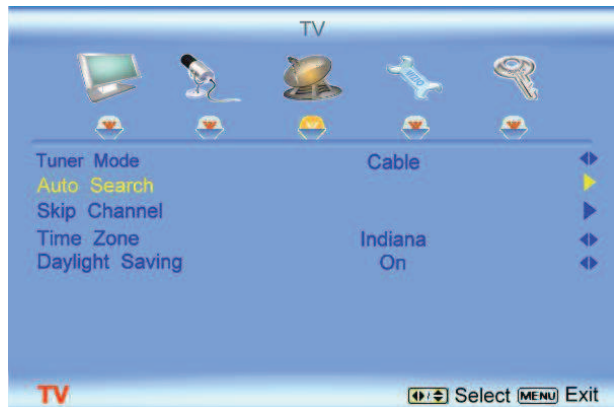 TV
Tuner Mode Cable
Auto Search
Skip Channel
Time Zone Indiana
Daylight Saving On
TV Select MENU Exit